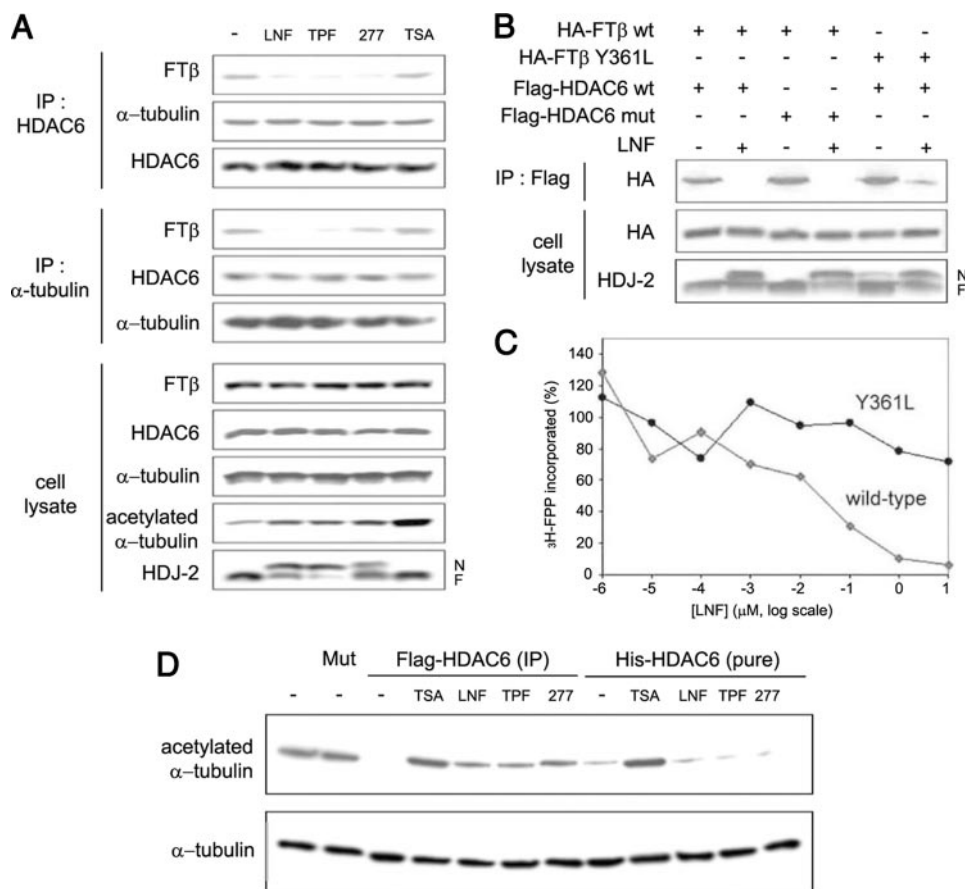 A
- LNF TPF 277 TSA
IP : HDAC6
FTβ
α-tubulin
HDAC6
IP : α-tubulin
FTβ
HDAC6
α-tubulin
cell lysate
FTβ
HDAC6
α-tubulin
acetylated α-tubulin
HDJ-2
N
F
B
HA-FTβ wt + + + + - -
HA-FTβ Y361L - - - - + +
Flag-HDAC6 wt + + - - + +
Flag-HDAC6 mut - - + + - -
LNF - + - + - +
IP : Flag
HA
cell lysate
HA
HDJ-2
N
F
C
3H-FPP incorporated (%)
140
120
100
80
60
40
20
0
Y361L
wild-type
-6 -5 -4 -3 -2 -1 0 1
[LNF] (μM, log scale)
D
Mut Flag-HDAC6 (IP) His-HDAC6 (pure)
- - - TSA LNF TPF 277 - TSA LNF TPF 277
acetylated α-tubulin
α-tubulin